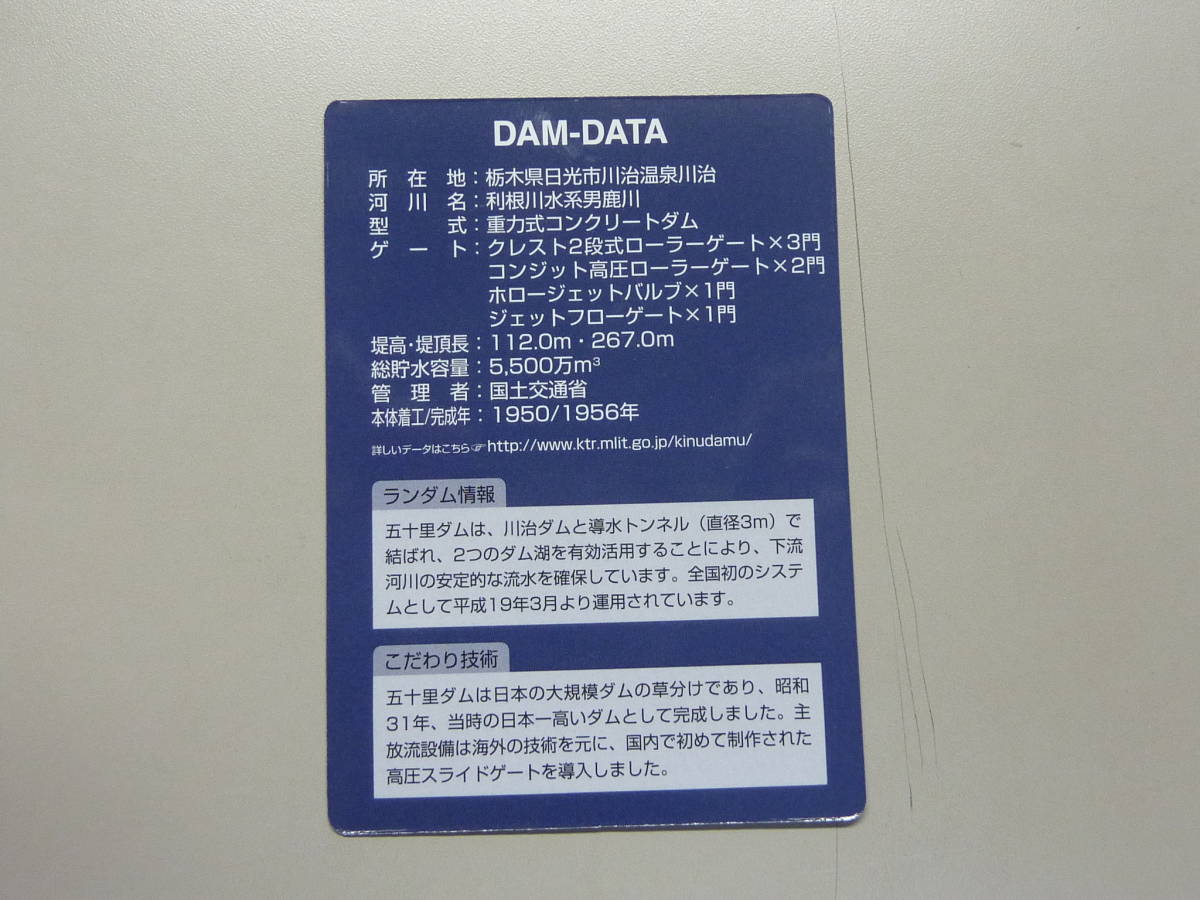 DAM-DATA
所在地：栃木県日光市川治温泉川治
河川名：利根川水系男鹿川
型式：重力式コンクリートダム
ゲート：クレスト2段式ローラーゲート×3門
コンジット高圧ローラーゲート×2門
ホロージェットバルブ×1門
ジェットフローゲート×1門
堤高・堤頂長：112.0m・267.0m
総貯水容量：5,500万m³
管理者：国土交通省
本体着工/完成年：1950/1956年
詳しいデータはこちら☞http://www.ktr.mlit.go.jp/kinudamu/
ランダム情報
五十里ダムは、川治ダムと導水トンネル（直径3m）で
結ばれ、2つのダム湖を有効活用することにより、下流
河川の安定的な流水を確保しています。全国初のシステ
ムとして平成19年3月より運用されています。
こだわり技術
五十里ダムは日本の大規模ダムの草分けであり、昭和
31年、当時の日本一高いダムとして完成しました。主
放流設備は海外の技術を元に、国内で初めて制作された
高圧スライドゲートを導入しました。